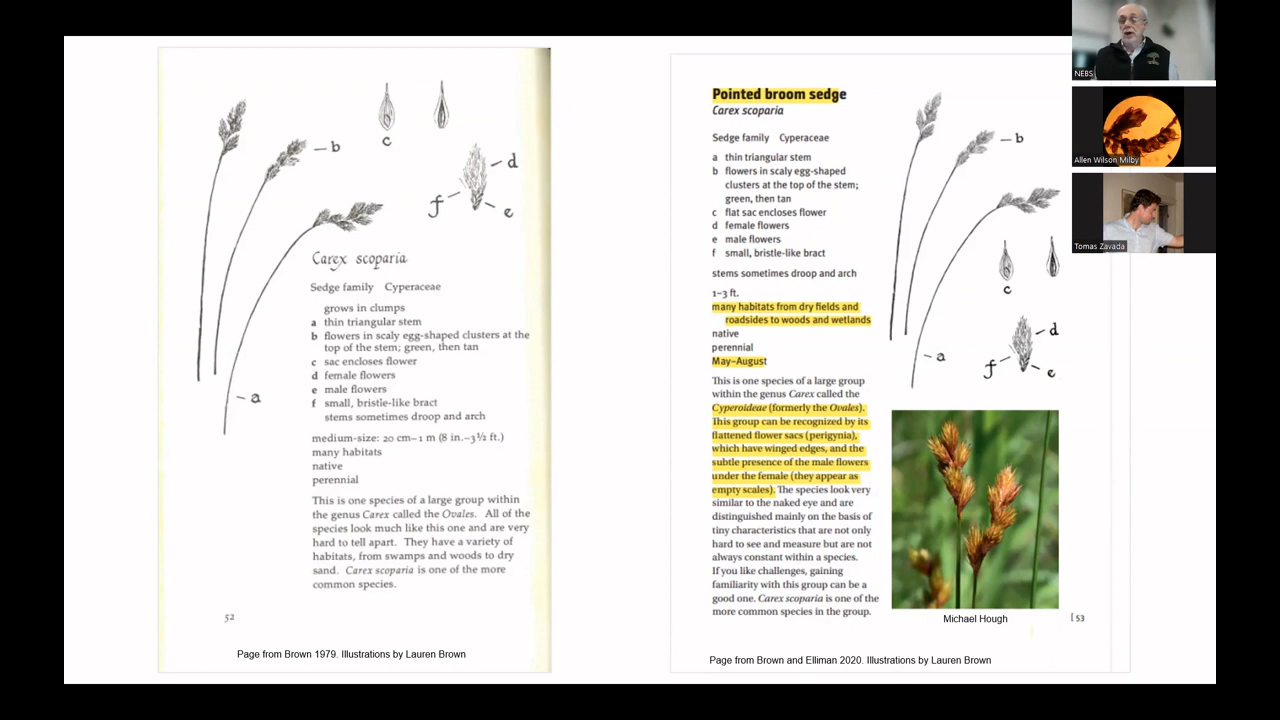 c
b
d
f
e
a
Carex scoparia
Sedge family Cyperaceae
grows in clumps
a thin triangular stem
b flowers in scaly egg-shaped clusters at the
top of the stem; green, then tan
c sac encloses flower
d female flowers
e male flowers
f small, bristle-like bract
stems sometimes droop and arch
medium-size: 20 cm–1 m (8 in.–3½ ft.)
many habitats
native
perennial
This is one species of a large group within
the genus Carex called the Ovales. All of the
species look much like this one and are very
hard to tell apart. They have a variety of
habitats, from swamps and woods to dry
sand. Carex scoparia is one of the more
common species.
52
Page from Brown 1979. Illustrations by Lauren Brown
Pointed broom sedge
Carex scoparia
Sedge family Cyperaceae
a thin triangular stem
b flowers in scaly egg-shaped
clusters at the top of the stem;
green, then tan
c flat sac encloses flower
d female flowers
e male flowers
f small, bristle-like bract
stems sometimes droop and arch
1–3 ft.
many habitats from dry fields and
roadsides to woods and wetlands
native
perennial
May–August
This is one species of a large group
within the genus Carex called the
Cyperoideae (formerly the Ovales).
This group can be recognized by its
flattened flower sacs (perigynia),
which have winged edges, and the
subtle presence of the male flowers
under the female (they appear as
empty scales). The species look very
similar to the naked eye and are
distinguished mainly on the basis of
tiny characteristics that are not only
hard to see and measure but are not
always constant within a species.
If you like challenges, gaining
familiarity with this group can be a
good one. Carex scoparia is one of the
more common species in the group.
b
c
d
a
f
e
Michael Hough
53
Page from Brown and Elliman 2020. Illustrations by Lauren Brown
NEBS
Allen Wilson Milby
Tomas Zavada